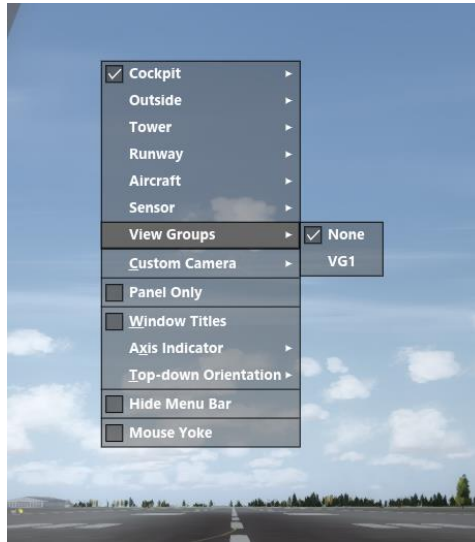 Cockpit
Outside
Tower
Runway
Aircraft
Sensor
View Groups
None
VG1
Custom Camera
Panel Only
Window Titles
Axis Indicator
Top-down Orientation
Hide Menu Bar
Mouse Yoke